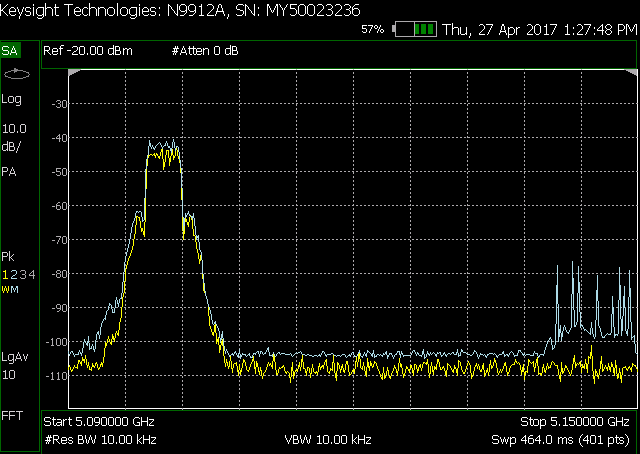 Keysight Technologies: N9912A, SN: MY50023236
57% Thu, 27 Apr 2017 1:27:48 PM
SA Ref -20.00 dBm #Atten 0 dB
Log
10.0
dB/
PA
Pk
1234
WM
LgAv
10
FFT
-30
-40
-50
-60
-70
-80
-90
-100
-110
Start 5.090000 GHz Stop 5.150000 GHz
#Res BW 10.00 kHz VBW 10.00 kHz Swp 464.0 ms (401 pts)